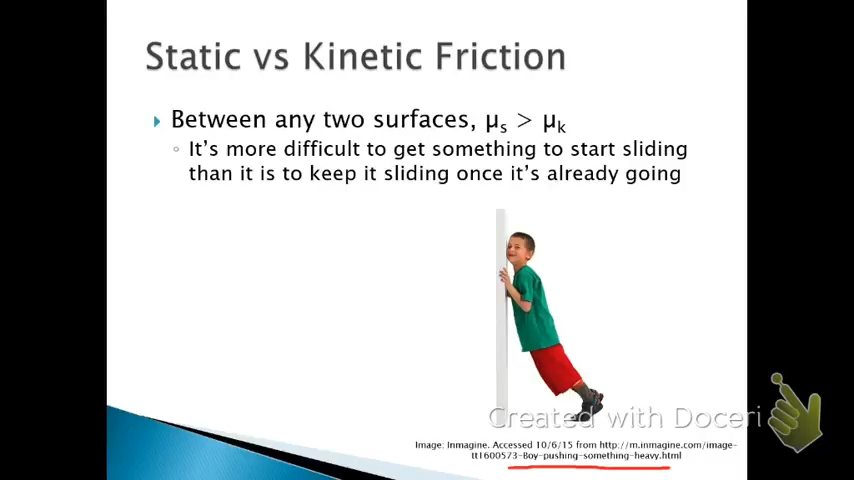 Static vs Kinetic Friction
Between any two surfaces, μs > μk
It's more difficult to get something to start sliding
than it is to keep it sliding once it's already going
Created with Doceri
Image: Inmagine. Accessed 10/6/15 from http://m.inmagine.com/image-
tt1600573-Boy-pushing-something-heavy.html